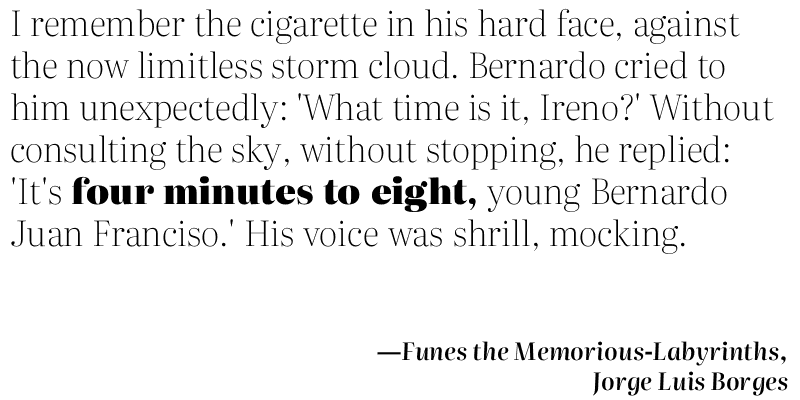 I remember the cigarette in his hard face, against
the now limitless storm cloud. Bernardo cried to
him unexpectedly: 'What time is it, Ireno?' Without
consulting the sky, without stopping, he replied:
'It's four minutes to eight, young Bernardo
Juan Franciso.' His voice was shrill, mocking.
—Funes the Memorious-Labyrinths,
Jorge Luis Borges